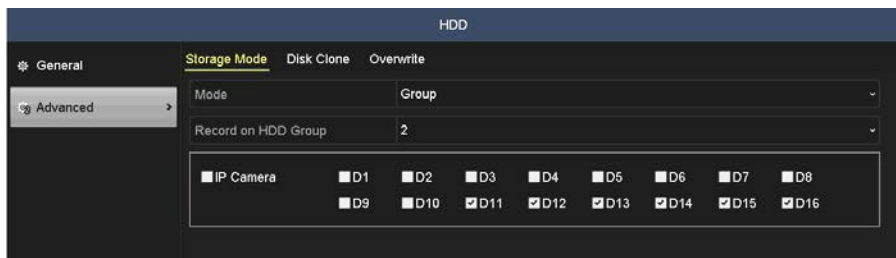 HDD
General
Advanced
Storage Mode Disk Clone Overwrite
Mode Group
Record on HDD Group 2
IP Camera D1 D2 D3 D4 D5 D6 D7 D8
D9 D10 D11 D12 D13 D14 D15 D16